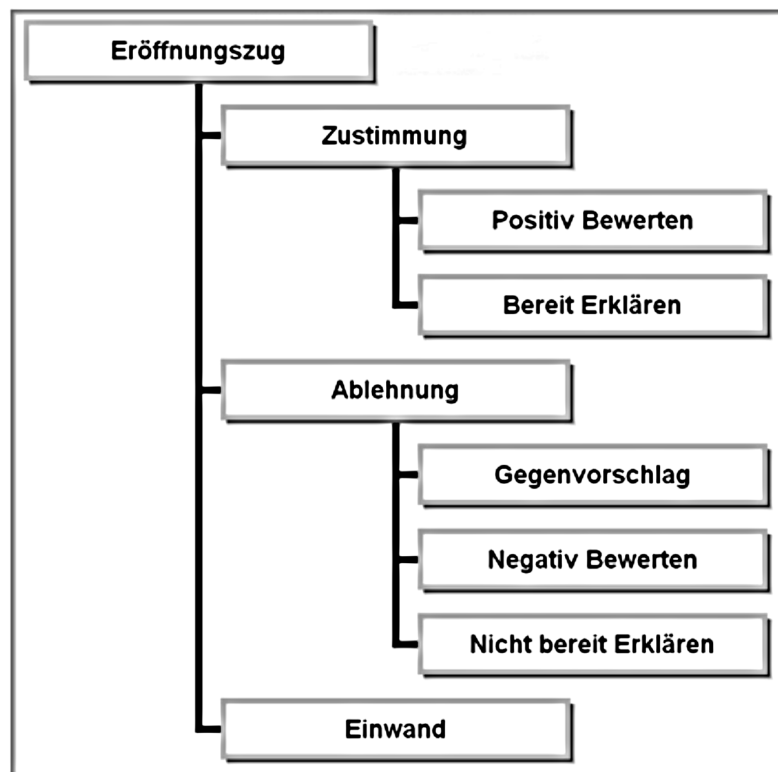 Eröffnungszug
Zustimmung
Positiv Bewerten
Bereit Erklären
Ablehnung
Gegenvorschlag
Negativ Bewerten
Nicht bereit Erklären
Einwand